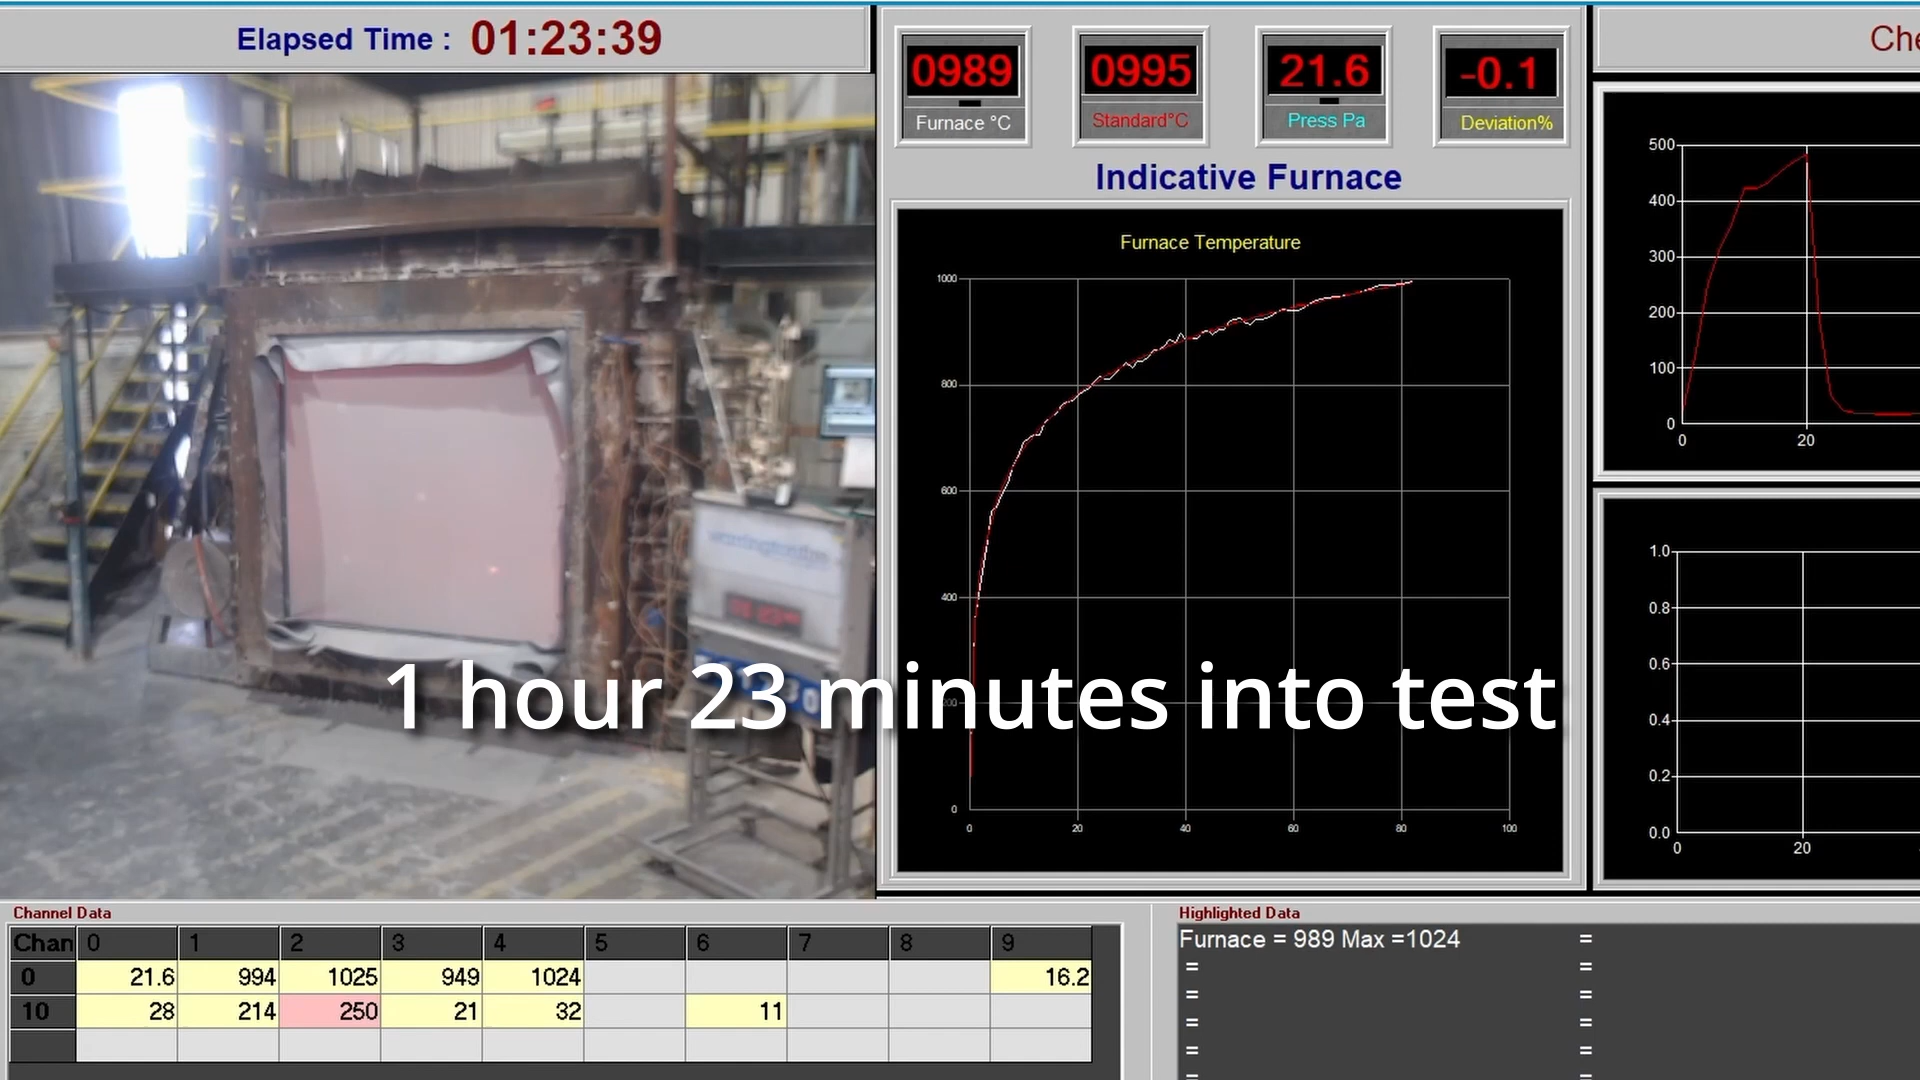 Elapsed Time : 01:23:39
0989
Furnace °C
0995
Standard°C
21.6
Press Pa
-0.1
Deviation%
Indicative Furnace
Furnace Temperature
1000
800
600
400
200
0
0 20 40 60 80 100
Che
500
400
300
200
100
0
0 20
1.0
0.8
0.6
0.4
0.2
0.0
0 20
warringtonfire
1 hour 23 minutes into test
Channel Data
Chan 0 1 2 3 4 5 6 7 8 9
0 21.6 994 1025 949 1024 16.2
10 28 214 250 21 32 11
Highlighted Data
Furnace = 989 Max =1024 =
= =
= =
= =
= =
= =